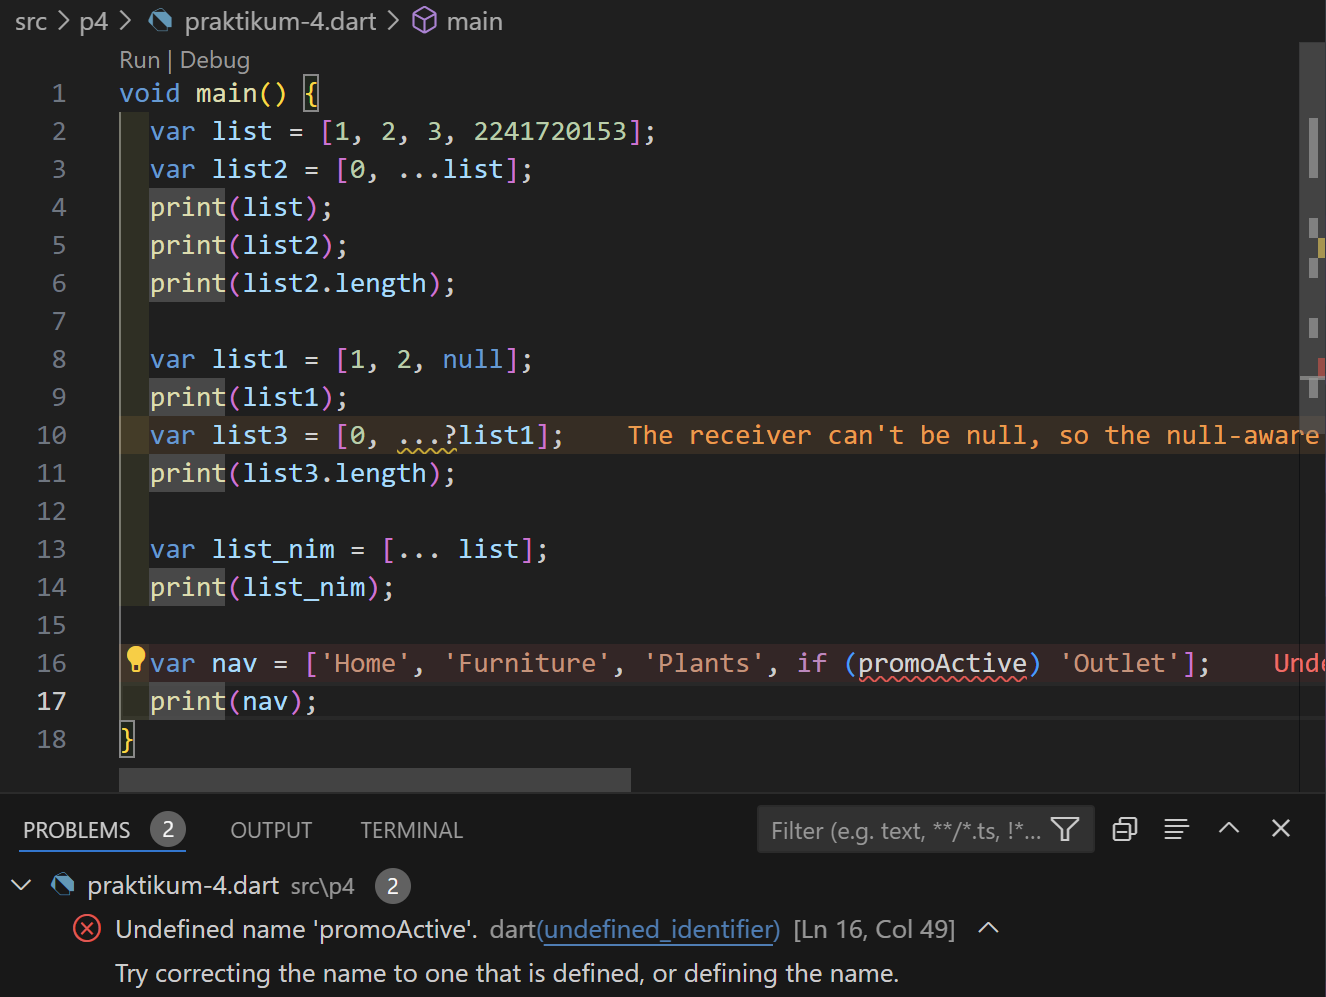 src > p4 > praktikum-4.dart > main
Run | Debug
1 void main() {
2 var list = [1, 2, 3, 2241720153];
3 var list2 = [0, ...list];
4 print(list);
5 print(list2);
6 print(list2.length);
7
8 var list1 = [1, 2, null];
9 print(list1);
10 var list3 = [0, ...?list1]; The receiver can't be null, so the null-aware
11 print(list3.length);
12
13 var list_nim = [... list];
14 print(list_nim);
15
16 var nav = ['Home', 'Furniture', 'Plants', if (promoActive) 'Outlet']; Unde
17 print(nav);
18 }
PROBLEMS 2 OUTPUT TERMINAL Filter (e.g. text, **/*.ts, !*...
praktikum-4.dart src\p4 2
Undefined name 'promoActive'. dart(undefined_identifier) [Ln 16, Col 49]
Try correcting the name to one that is defined, or defining the name.